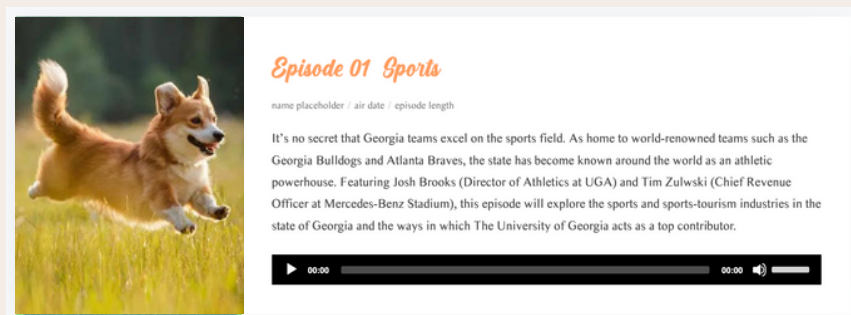 Episode 01 Sports
name placeholder / air date / episode length
It's no secret that Georgia teams excel on the sports field. As home to world-renowned teams such as the
Georgia Bulldogs and Atlanta Braves, the state has become known around the world as an athletic
powerhouse. Featuring Josh Brooks (Director of Athletics at UGA) and Tim Zulwski (Chief Revenue
Officer at Mercedes-Benz Stadium), this episode will explore the sports and sports-tourism industries in the
state of Georgia and the ways in which The University of Georgia acts as a top contributor.
00:00 00:00